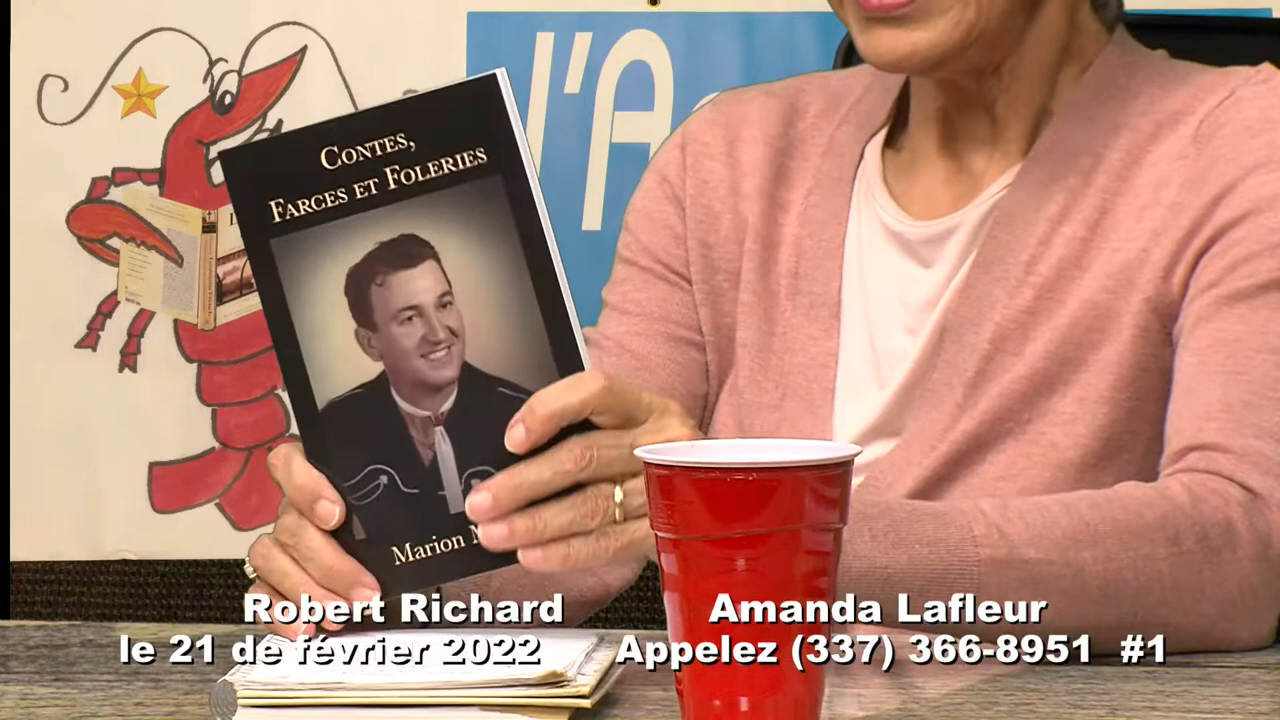 l'A
CONTES,
FARCES ET FOLERIES
Marion
Robert Richard
Amanda Lafleur
le 21 de février 2022
Appelez (337) 366-8951 #1